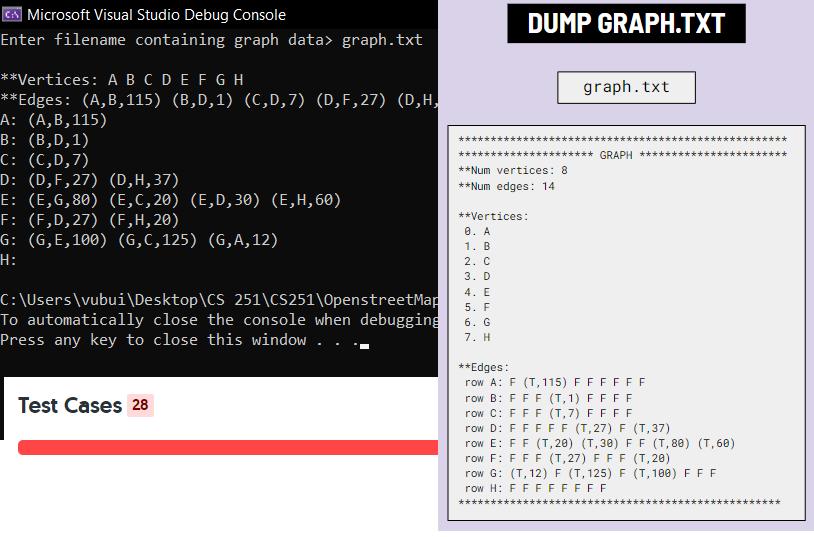 Microsoft Visual Studio Debug Console
Enter filename containing graph data> graph.txt
**Vertices: A B C D E F G H
**Edges: (A,B,115) (B,D,1) (C,D,7) (D,F,27) (D,H,
A: (A,B,115)
B: (B,D,1)
C: (C,D,7)
D: (D,F,27) (D,H,37)
E: (E,G,80) (E,C,20) (E,D,30) (E,H,60)
F: (F,D,27) (F,H,20)
G: (G,E,100) (G,C,125) (G,A,12)
H:
C:\Users\vubui\Desktop\CS 251\CS251\OpenstreetMap
To automatically close the console when debugging
Press any key to close this window . . .
Test Cases 28
DUMP GRAPH.TXT
graph.txt
***************************************************
********************* GRAPH ***********************
**Num vertices: 8
**Num edges: 14
**Vertices:
0. A
1. B
2. C
3. D
4. E
5. F
6. G
7. H
**Edges:
row A: F (T,115) F F F F F F
row B: F F F (T,1) F F F F
row C: F F F (T,7) F F F F
row D: F F F F F (T,27) F (T,37)
row E: F F (T,20) (T,30) F F (T,80) (T,60)
row F: F F F (T,27) F F F (T,20)
row G: (T,12) F (T,125) F (T,100) F F F
row H: F F F F F F F F
**************************************************